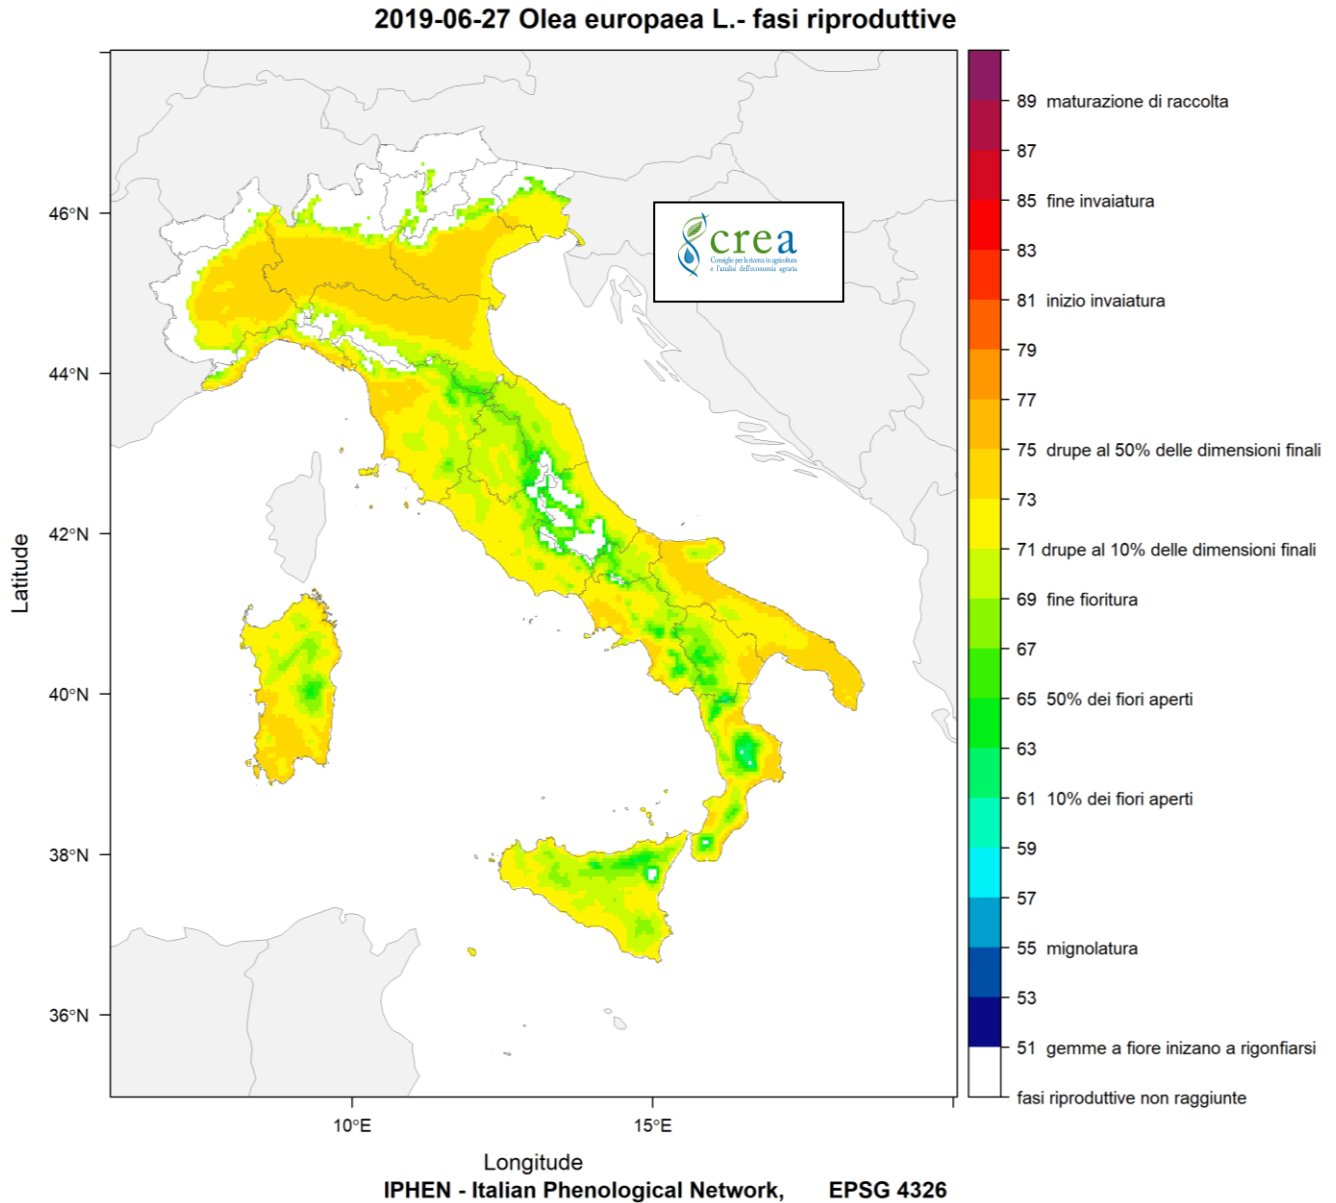 2019-06-27 Olea europaea L.- fasi riproduttive
crea
Consiglio per la ricerca in agricoltura
e l'analisi dell'economia agraria
89 maturazione di raccolta
87
85 fine invaiatura
83
81 inizio invaiatura
79
77
75 drupe al 50% delle dimensioni finali
73
71 drupe al 10% delle dimensioni finali
69 fine fioritura
67
65 50% dei fiori aperti
63
61 10% dei fiori aperti
59
57
55 mignolatura
53
51 gemme a fiore inizano a rigonfiarsi
fasi riproduttive non raggiunte
46°N
44°N
42°N
40°N
38°N
36°N
Latitude
10°E
15°E
Longitude
IPHEN - Italian Phenological Network, EPSG 4326